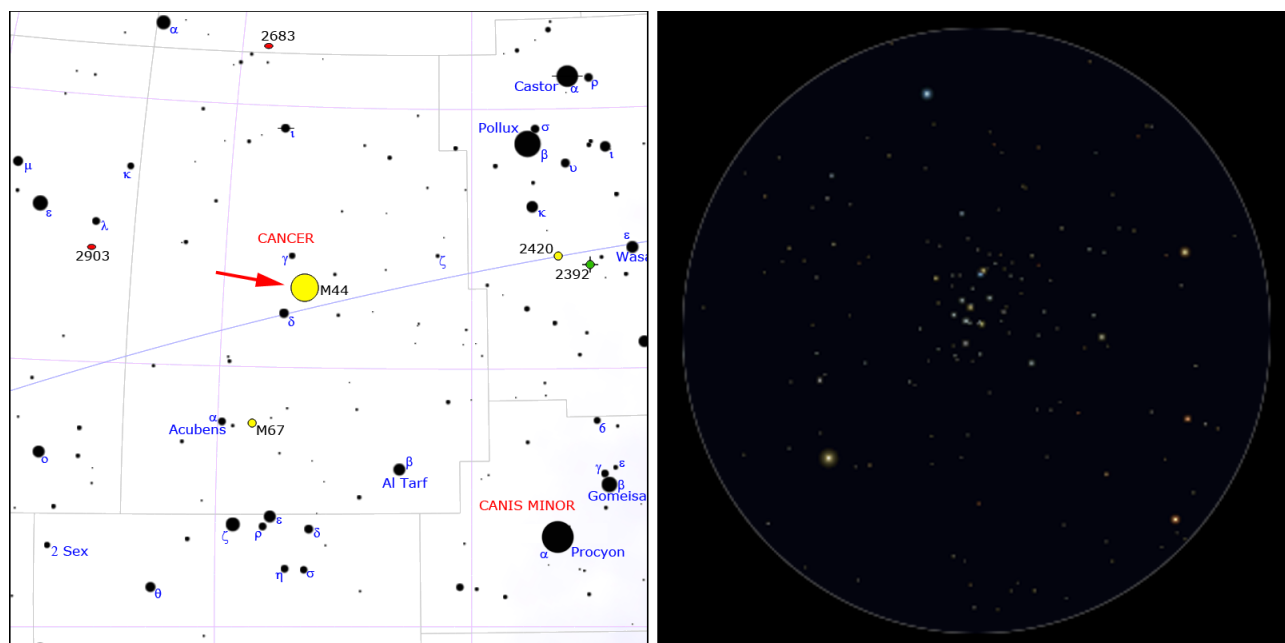 α
2683
Castor
α
ρ
Pollux
σ
β
ι
υ
ι
μ
κ
ε
κ
λ
CANCER
2903
γ
ζ
2420
ε
Wasa
2392
M44
δ
α
Acubens
M67
6
ο
β
Al Tarf
γ
ε
β
Gomeisa
CANIS MINOR
ε
ζ
ρ
δ
α
Procyon
2 Sex
η
σ
θ